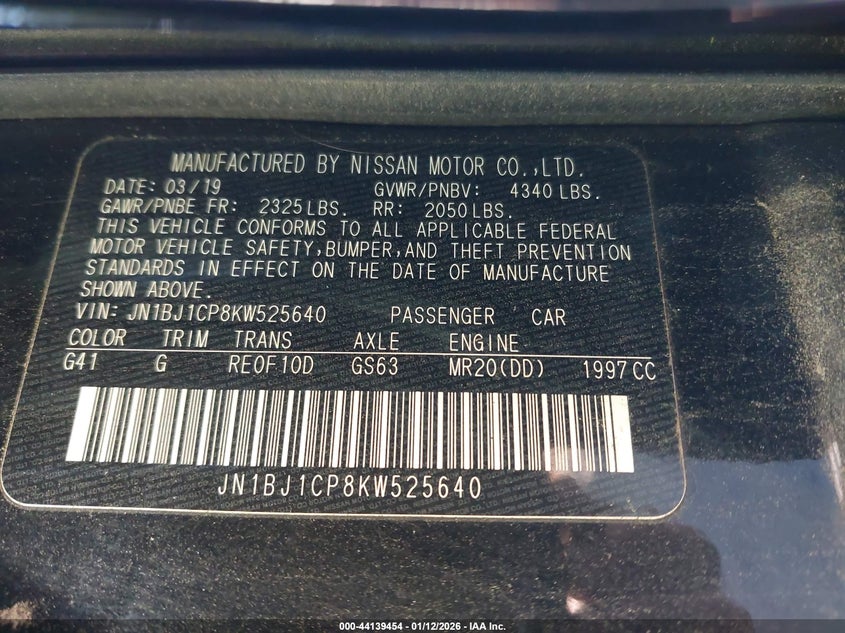 MANUFACTURED BY NISSAN MOTOR CO.,LTD.
DATE: 03/19 GVWR/PNBV: 4340 LBS.
GAWR/PNBE FR: 2325 LBS. RR: 2050 LBS.
THIS VEHICLE CONFORMS TO ALL APPLICABLE FEDERAL
MOTOR VEHICLE SAFETY,BUMPER,AND THEFT PREVENTION
STANDARDS IN EFFECT ON THE DATE OF MANUFACTURE
SHOWN ABOVE.
VIN: JN1BJ1CP8KW525640 PASSENGER CAR
COLOR TRIM TRANS AXLE ENGINE
G41 G RE0F10D GS63 MR20(DD) 1997 CC
JN1BJ1CP8KW525640
000-44139454 - 01/12/2026 - IAA Inc.